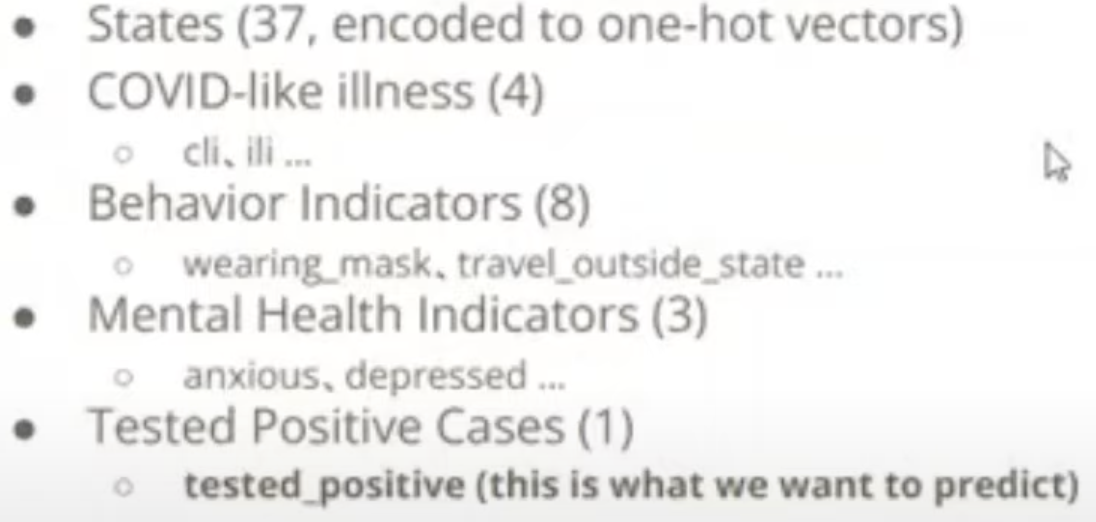 States (37, encoded to one-hot vectors)
COVID-like illness (4)
cli、ili ...
Behavior Indicators (8)
wearing_mask、travel_outside_state ...
Mental Health Indicators (3)
anxious、depressed ...
Tested Positive Cases (1)
tested_positive (this is what we want to predict)